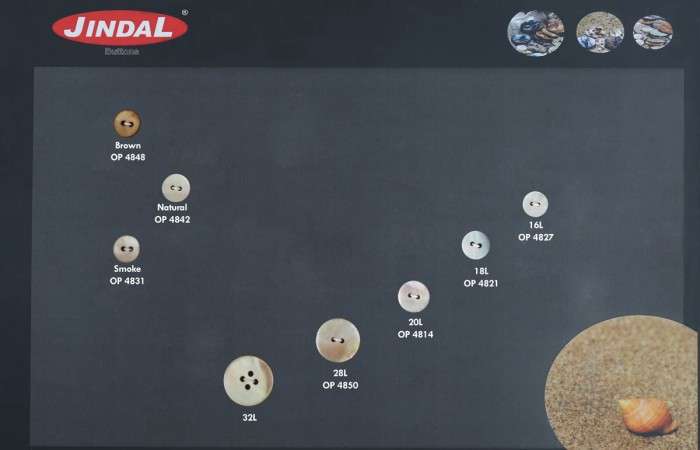 JINDAL®
Buttons
Brown
OP 4848
Natural
OP 4842
Smoke
OP 4831
16L
OP 4827
18L
OP 4821
20L
OP 4814
28L
OP 4850
32L